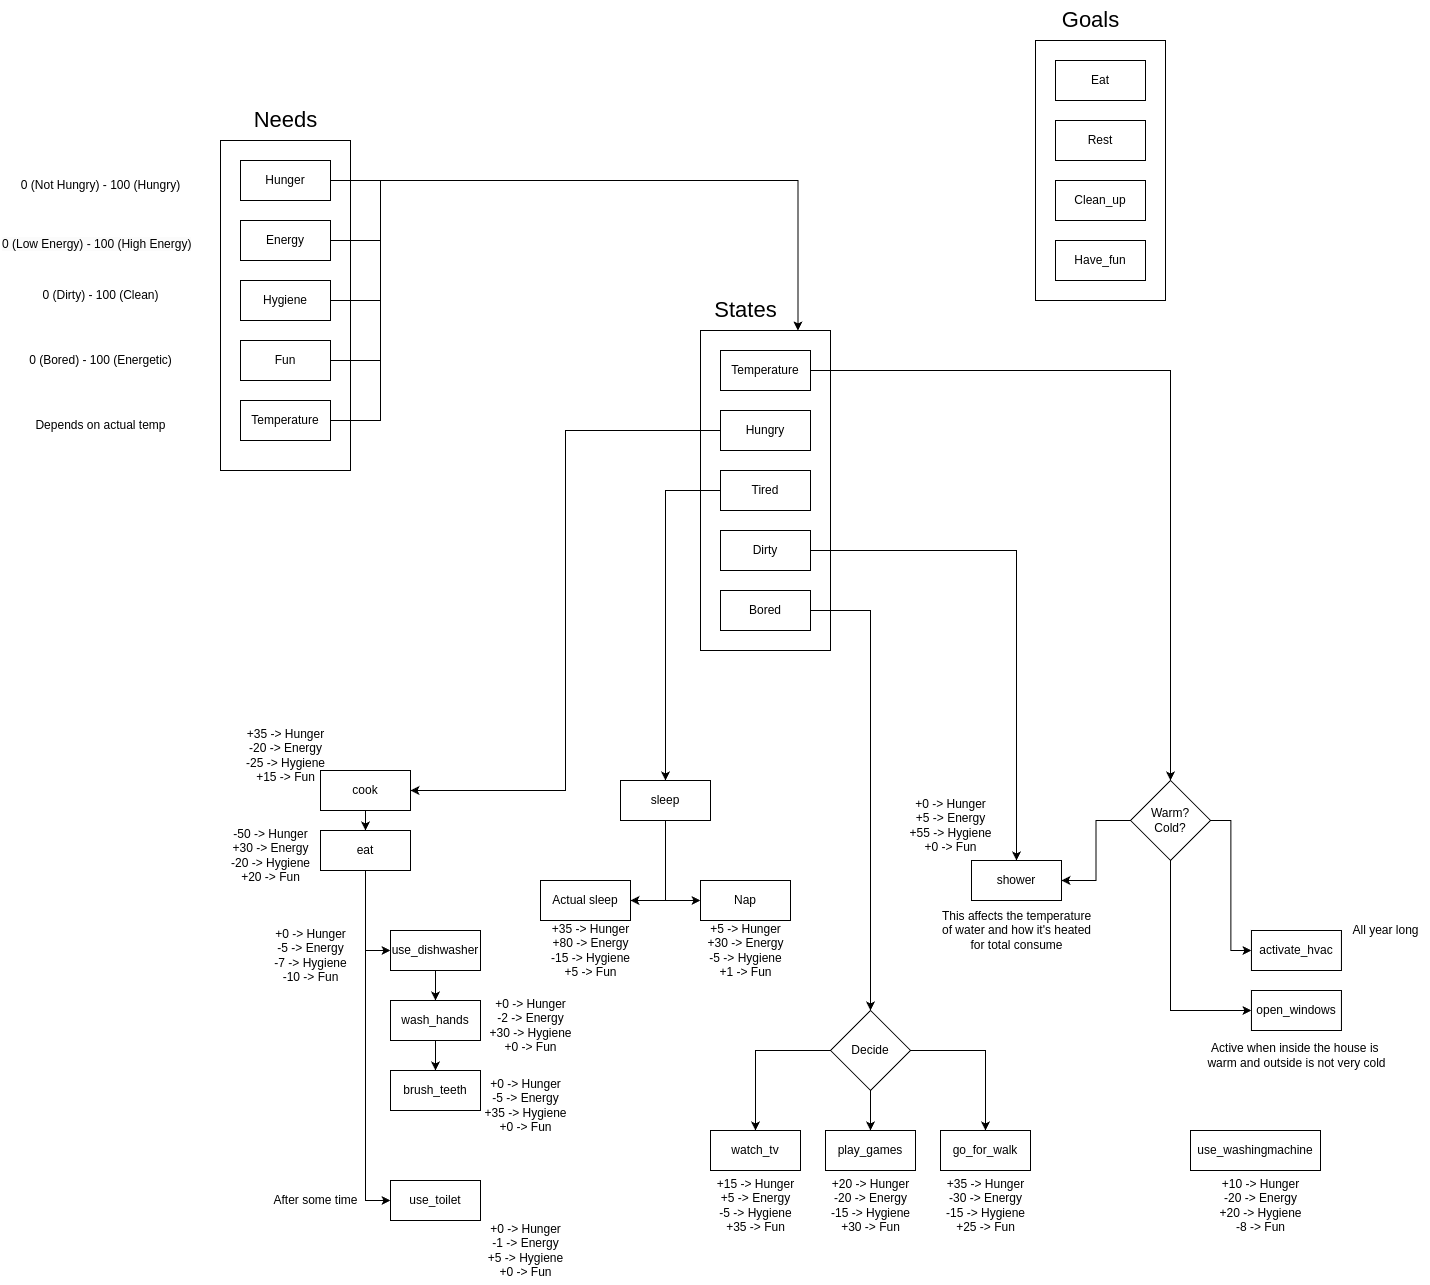 Goals
Eat
Rest
Clean_up
Have_fun
Needs
0 (Not Hungry) - 100 (Hungry)
Hunger
0 (Low Energy) - 100 (High Energy)
Energy
0 (Dirty) - 100 (Clean)
Hygiene
0 (Bored) - 100 (Energetic)
Fun
Depends on actual temp
Temperature
States
Temperature
Hungry
Tired
Dirty
Bored
+35 -> Hunger
-20 -> Energy
-25 -> Hygiene
+15 -> Fun
cook
-50 -> Hunger
+30 -> Energy
-20 -> Hygiene
+20 -> Fun
eat
+0 -> Hunger
-5 -> Energy
-7 -> Hygiene
-10 -> Fun
use_dishwasher
wash_hands
+0 -> Hunger
-2 -> Energy
+30 -> Hygiene
+0 -> Fun
brush_teeth
+0 -> Hunger
-5 -> Energy
+35 -> Hygiene
+0 -> Fun
After some time
use_toilet
+0 -> Hunger
-1 -> Energy
+5 -> Hygiene
+0 -> Fun
sleep
Actual sleep
+35 -> Hunger
+80 -> Energy
-15 -> Hygiene
+5 -> Fun
Nap
+5 -> Hunger
+30 -> Energy
-5 -> Hygiene
+1 -> Fun
+0 -> Hunger
+5 -> Energy
+55 -> Hygiene
+0 -> Fun
shower
This affects the temperature
of water and how it's heated
for total consume
Warm?
Cold?
All year long
activate_hvac
open_windows
Active when inside the house is
warm and outside is not very cold
Decide
watch_tv
+15 -> Hunger
+5 -> Energy
-5 -> Hygiene
+35 -> Fun
play_games
+20 -> Hunger
-20 -> Energy
-15 -> Hygiene
+30 -> Fun
go_for_walk
+35 -> Hunger
-30 -> Energy
-15 -> Hygiene
+25 -> Fun
use_washingmachine
+10 -> Hunger
-20 -> Energy
+20 -> Hygiene
-8 -> Fun